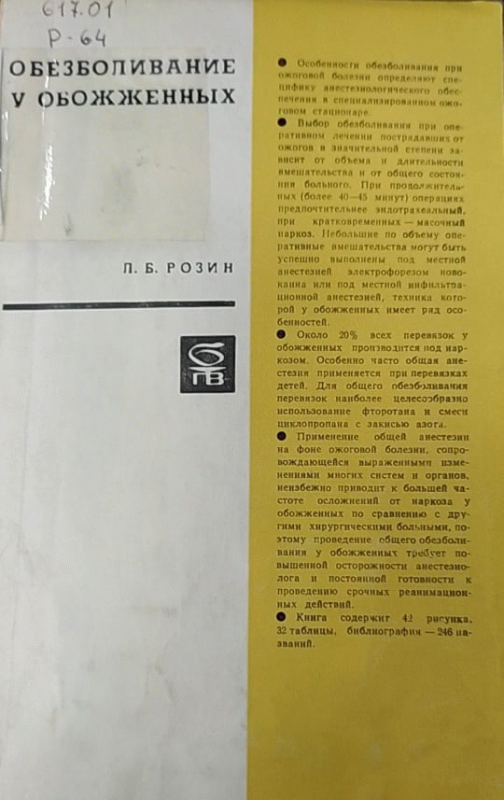 617.01
Р-64
ОБЕЗБОЛИВАНИЕ
У ОБОЖЖЕННЫХ
Л. Б. РОЗИН
БПВ
● Особенности обезболивания при
ожоговой болезни определяют спе-
цифику анестезиологического обес-
печения в специализированном ожо-
говом стационаре.
● Выбор обезболивания при опе-
ративном лечении пострадавших от
ожогов в значительной степени за-
висит от объема и длительности
вмешательства и от общего состоя-
ния больного. При продолжитель-
ных (более 40—45 минут) операциях
предпочтительнее эндотрахеальный,
при кратковременных — масочный
наркоз. Небольшие по объему опе-
ративные вмешательства могут быть
успешно выполнены под местной
анестезией электрофорезом ново-
каина или под местной инфильтра-
ционной анестезией, техника кото-
рой у обожженных имеет ряд осо-
бенностей.
● Около 20% всех перевязок у
обожженных производится под нар-
козом. Особенно часто общая ане-
стезия применяется при перевязках
детей. Для общего обезболивания
перевязок наиболее целесообразно
использование фторотана и смеси
циклопропана с закисью азота.
● Применение общей анестезии
на фоне ожоговой болезни, сопро-
вождающейся выраженными изме-
нениями многих систем и органов,
неизбежно приводит к большей ча-
стоте осложнений от наркоза у
обожженных по сравнению с дру-
гими хирургическими больными, по-
этому проведение общего обезболи-
вания у обожженных требует по-
вышенной осторожности анестезио-
лога и постоянной готовности к
проведению срочных реанимацион-
ных действий.
● Книга содержит 42 рисунка,
32 таблицы, библиография — 246 на-
званий.